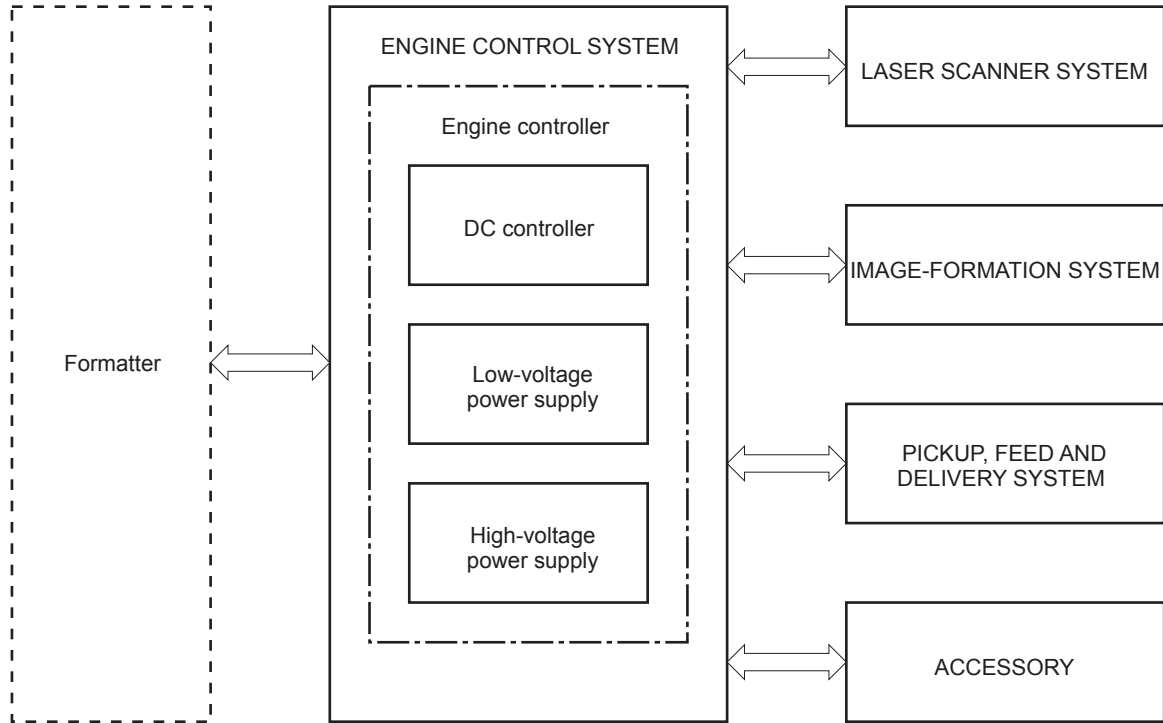 Formatter
ENGINE CONTROL SYSTEM
Engine controller
DC controller
Low-voltage
power supply
High-voltage
power supply
LASER SCANNER SYSTEM
IMAGE-FORMATION SYSTEM
PICKUP, FEED AND
DELIVERY SYSTEM
ACCESSORY